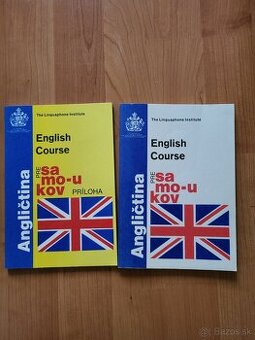 The Linguaphone Institute
English
Course
Angličtina
PRE
sa
mo-u
kov
PRÍLOHA
The Linguaphone Institute
English
Course
Angličtina
PRE
sa
mo-u
kov
Bazos.sk